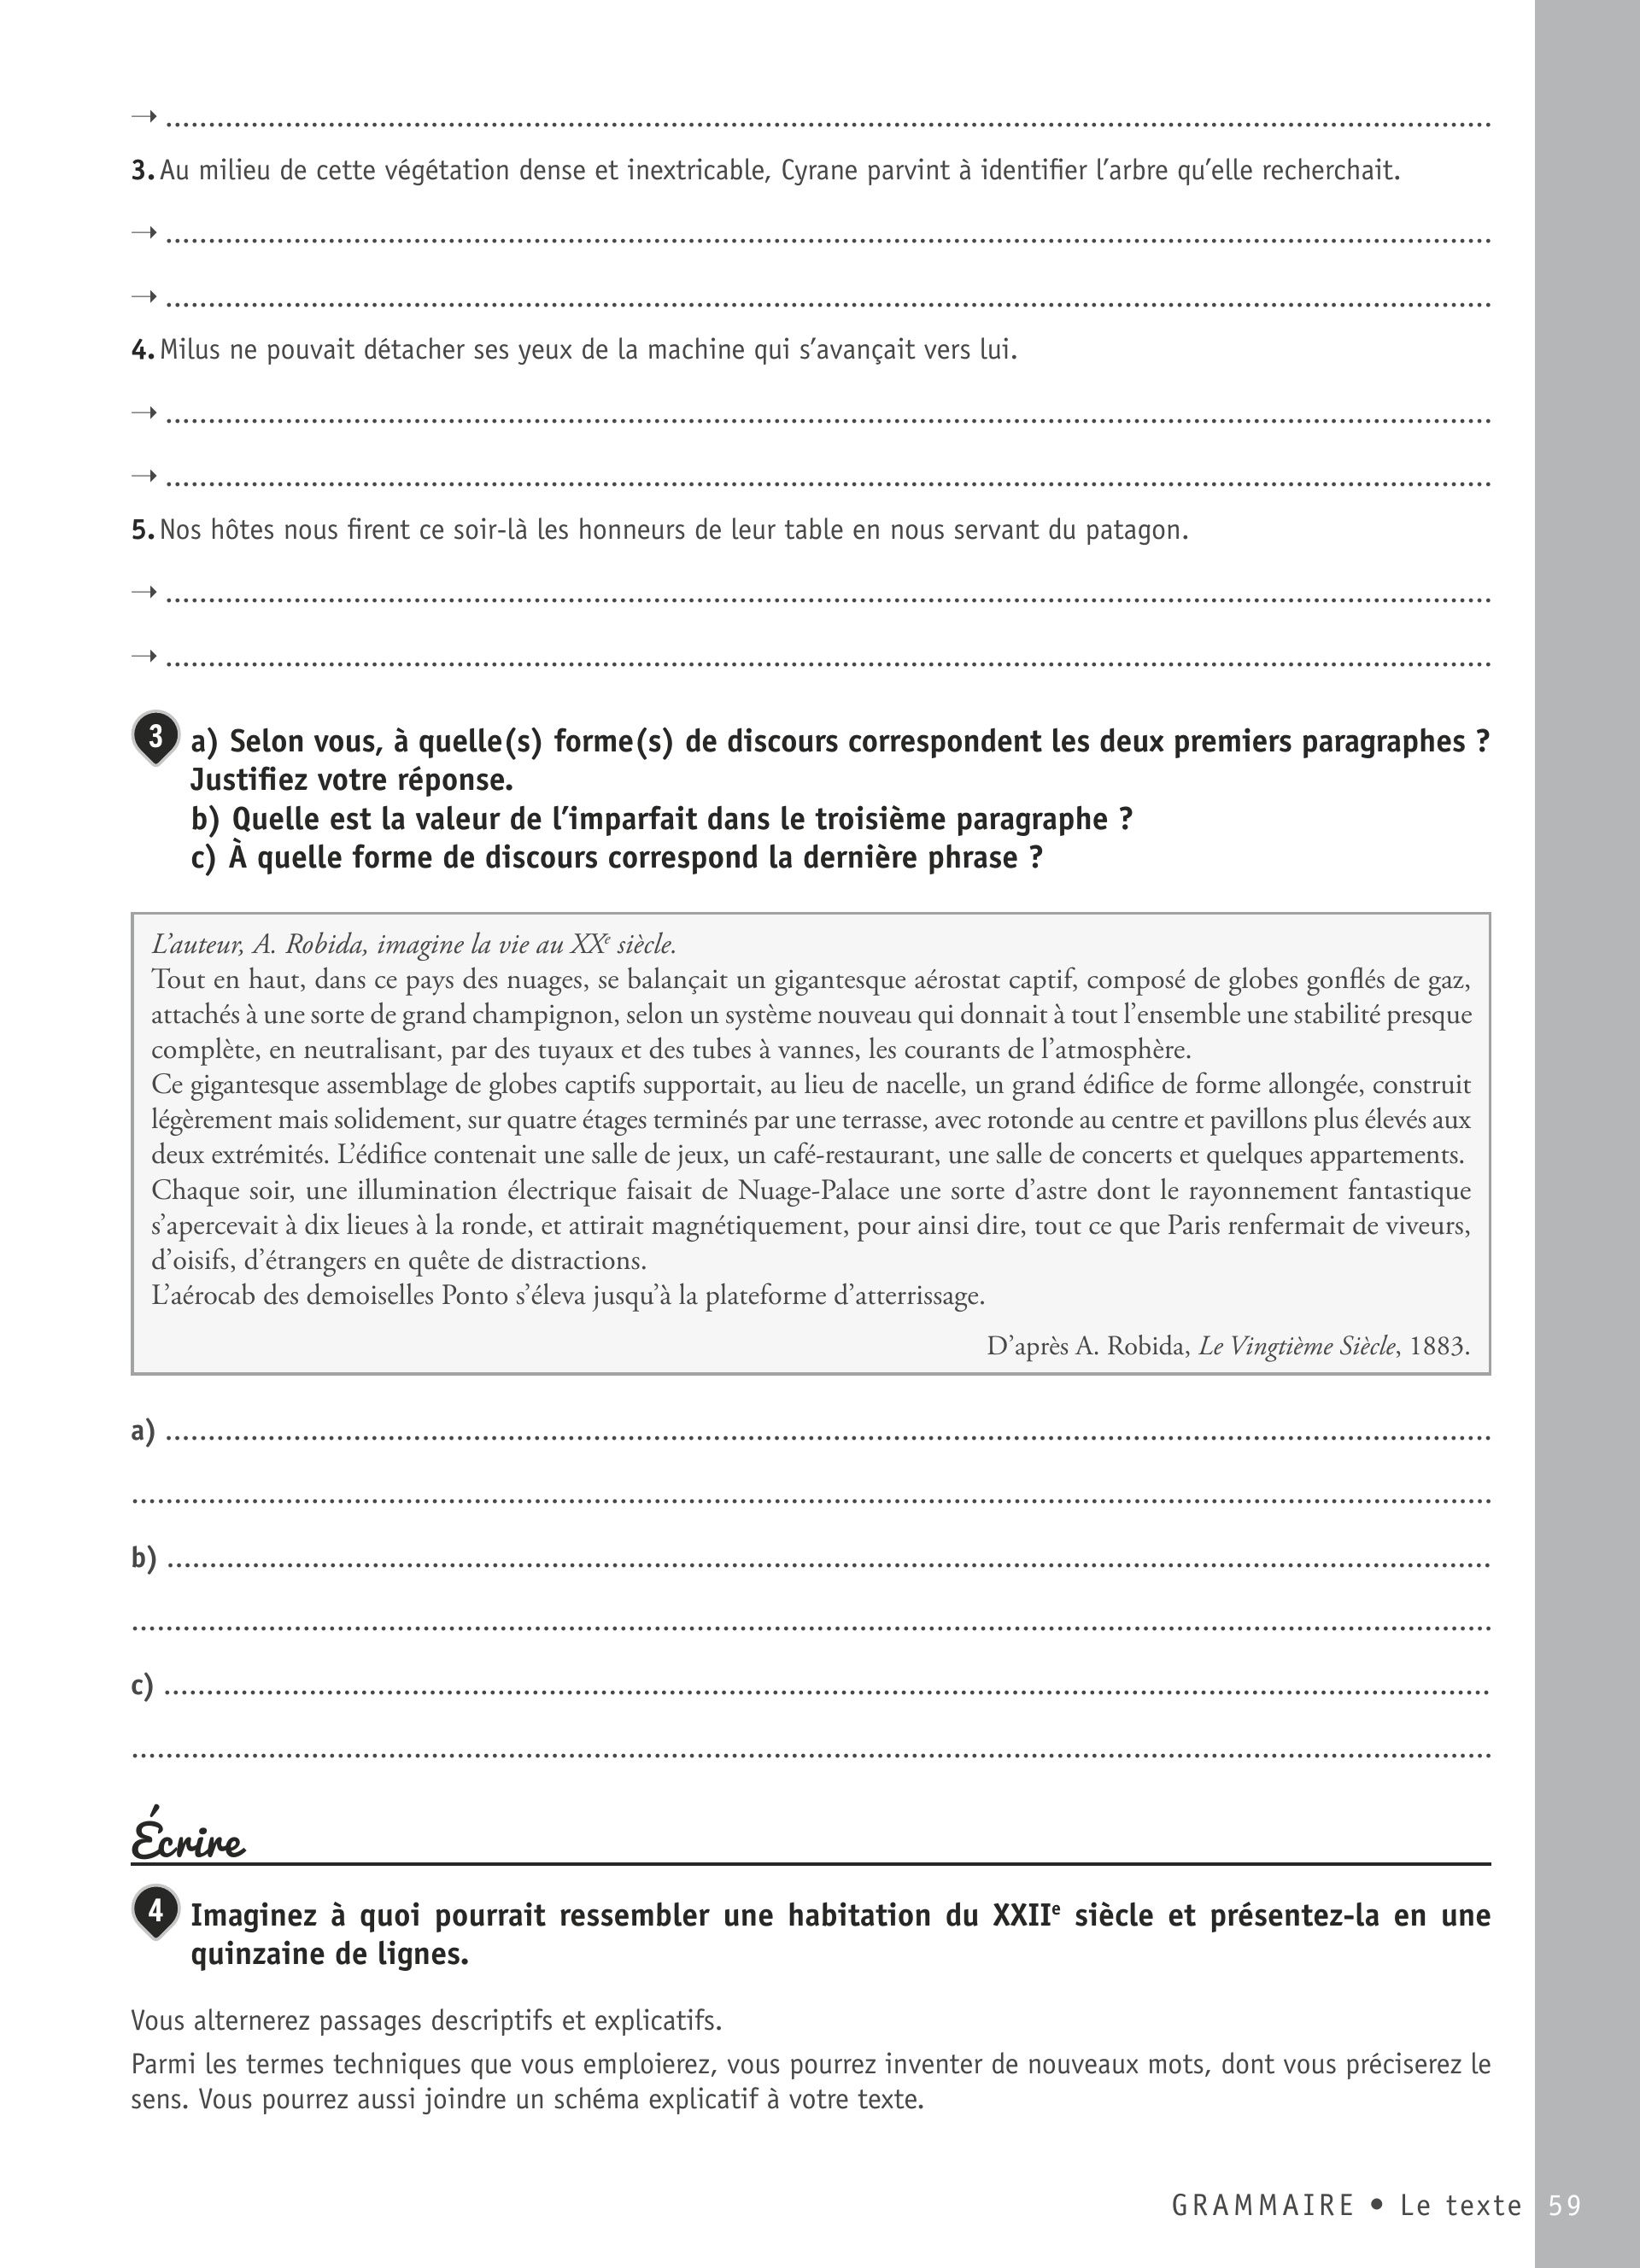 → ........................................
3. Au milieu de cette végétation dense et inextricable, Cyrane parvint à identifier l'arbre qu'elle recherchait.
→ ........................................
→ ........................................
4. Milus ne pouvait détacher ses yeux de la machine qui s'avançait vers lui.
→ ........................................
→ ........................................
5. Nos hôtes nous firent ce soir-là les honneurs de leur table en nous servant du patagon.
→ ........................................
→ ........................................
3 a) Selon vous, à quelle(s) forme(s) de discours correspondent les deux premiers paragraphes ?
Justifiez votre réponse.
b) Quelle est la valeur de l'imparfait dans le troisième paragraphe ?
c) À quelle forme de discours correspond la dernière phrase ?
L'auteur, A. Robida, imagine la vie au XXe siècle.
Tout en haut, dans ce pays des nuages, se balançait un gigantesque aérostat captif, composé de globes gonflés de gaz,
attachés à une sorte de grand champignon, selon un système nouveau qui donnait à tout l'ensemble une stabilité presque
complète, en neutralisant, par des tuyaux et des tubes à vannes, les courants de l'atmosphère.
Ce gigantesque assemblage de globes captifs supportait, au lieu de nacelle, un grand édifice de forme allongée, construit
légèrement mais solidement, sur quatre étages terminés par une terrasse, avec rotonde au centre et pavillons plus élevés aux
deux extrémités. L'édifice contenait une salle de jeux, un café-restaurant, une salle de concerts et quelques appartements.
Chaque soir, une illumination électrique faisait de Nuage-Palace une sorte d'astre dont le rayonnement fantastique
s'apercevait à dix lieues à la ronde, et attirait magnétiquement, pour ainsi dire, tout ce que Paris renfermait de viveurs,
d'oisifs, d'étrangers en quête de distractions.
L'aérocab des demoiselles Ponto s'éleva jusqu'à la plateforme d'atterrissage.
D'après A. Robida, Le Vingtième Siècle, 1883.
a) ........................................
........................................
b) ........................................
........................................
c) ........................................
........................................
Écrire
4 Imaginez à quoi pourrait ressembler une habitation du XXIIe siècle et présentez-la en une
quinzaine de lignes.
Vous alternerez passages descriptifs et explicatifs.
Parmi les termes techniques que vous emploierez, vous pourrez inventer de nouveaux mots, dont vous préciserez le
sens. Vous pourrez aussi joindre un schéma explicatif à votre texte.
GRAMMAIRE • Le texte 59